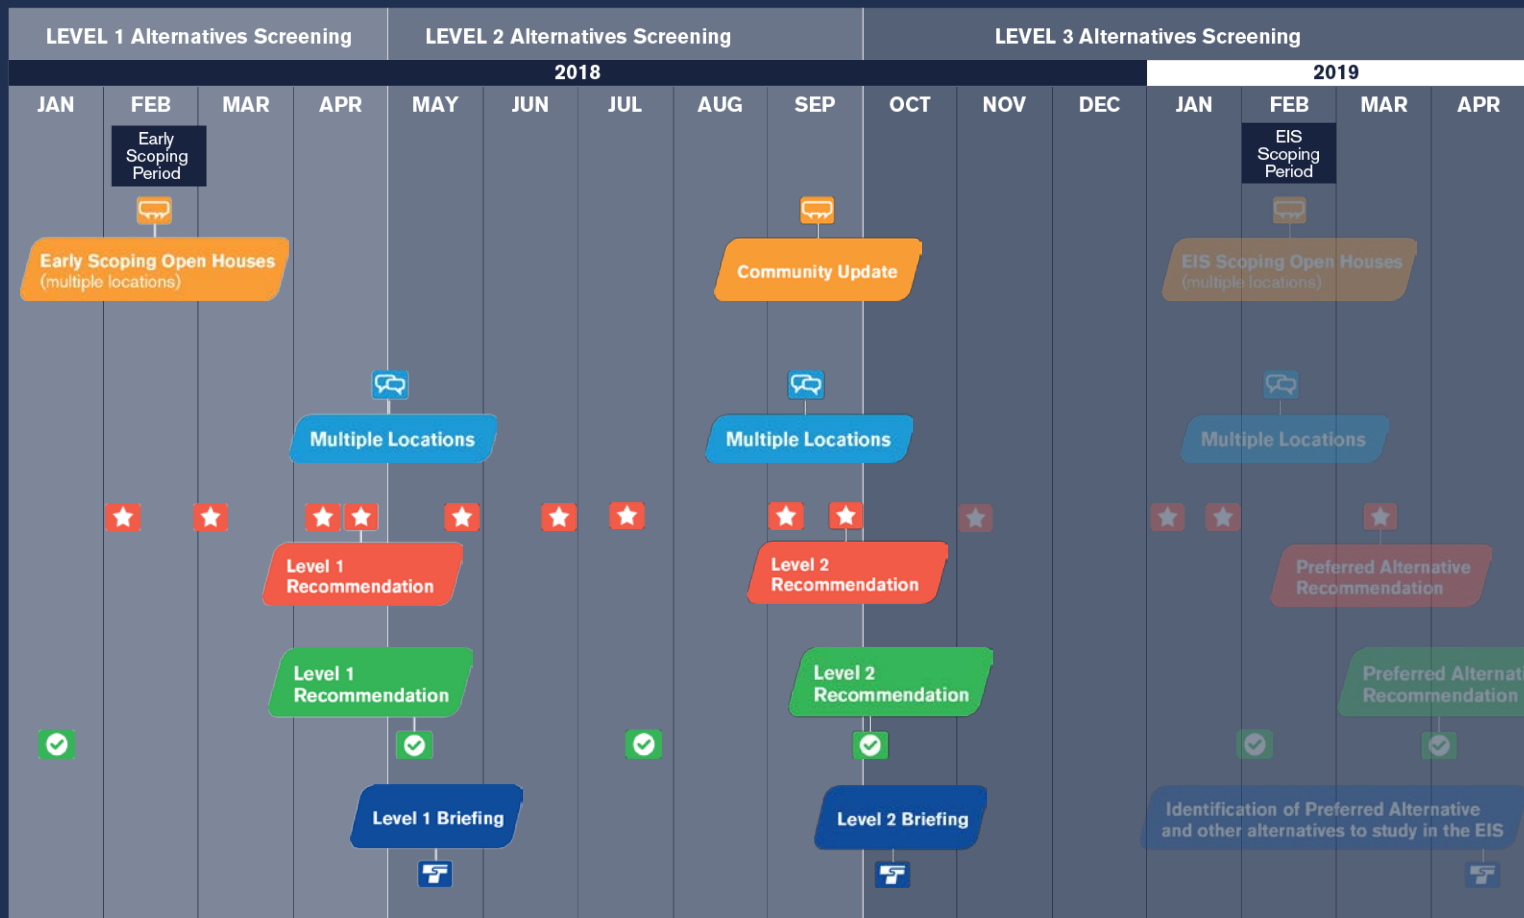 LEVEL 1 Alternatives Screening
LEVEL 2 Alternatives Screening
LEVEL 3 Alternatives Screening
2018
2019
JAN
FEB
MAR
APR
MAY
JUN
JUL
AUG
SEP
OCT
NOV
DEC
JAN
FEB
MAR
APR
Early
Scoping
Period
EIS
Scoping
Period
Early Scoping Open Houses
(multiple locations)
Community Update
EIS Scoping Open Houses
(multiple locations)
Multiple Locations
Multiple Locations
Multiple Locations
Level 1
Recommendation
Level 2
Recommendation
Preferred Alternative
Recommendation
Level 1
Recommendation
Level 2
Recommendation
Preferred Alternati
Recommendation
Level 1 Briefing
Level 2 Briefing
Identification of Preferred Alternative
and other alternatives to study in the EIS